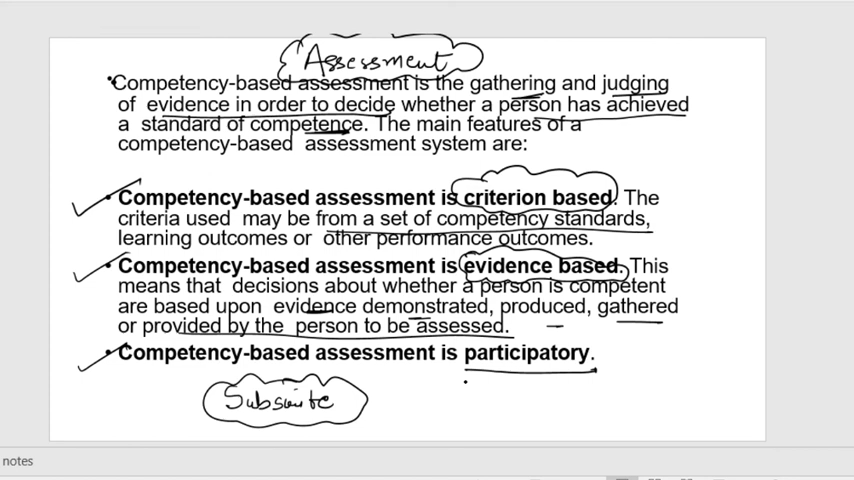 Assessment
•Competency-based assessment is the gathering and judging
of evidence in order to decide whether a person has achieved
a standard of competence. The main features of a
competency-based assessment system are:
• Competency-based assessment is criterion based. The
criteria used may be from a set of competency standards,
learning outcomes or other performance outcomes.
• Competency-based assessment is evidence based. This
means that decisions about whether a person is competent
are based upon evidence demonstrated, produced, gathered
or provided by the person to be assessed.
• Competency-based assessment is participatory.
notes